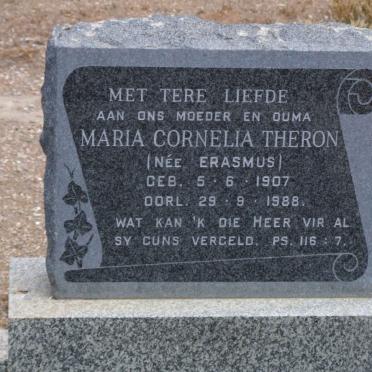 MET TERE LIEFDE
AAN ONS MOEDER EN OUMA
MARIA CORNELIA THERON
(NÉE ERASMUS)
GEB. 5·6·1907
OORL. 29·9·1988.
WAT KAN 'K DIE HEER VIR AL
SY GUNS VERGELD. PS. 116:7.